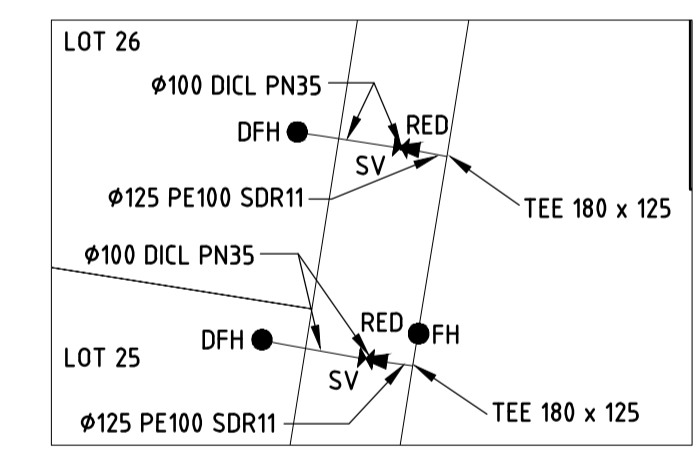 LOT 26
Ø100 DICL PN35
DFH
RED
SV
Ø125 PE100 SDR11
TEE 180 x 125
Ø100 DICL PN35
DFH
RED
FH
LOT 25
SV
Ø125 PE100 SDR11
TEE 180 x 125